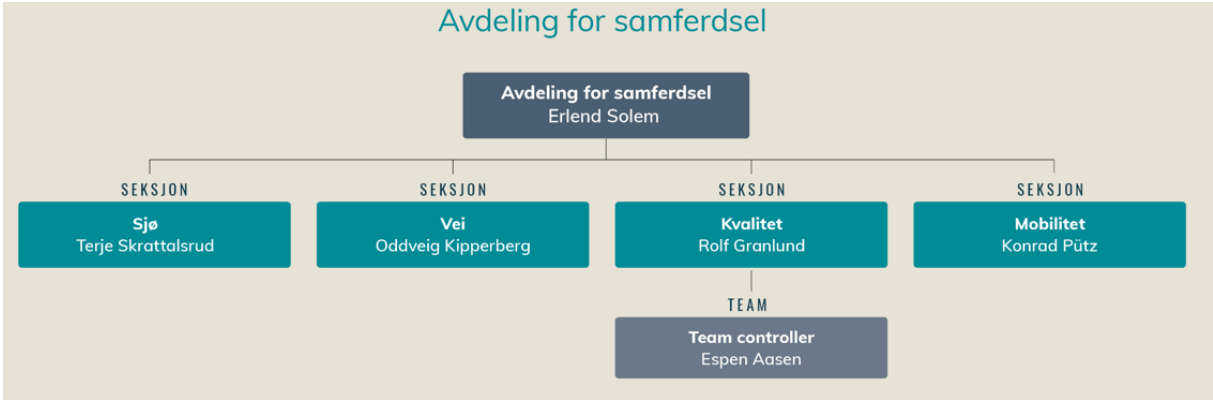 Avdeling for samferdsel
Avdeling for samferdsel
Erlend Solem
SEKSJON
Sjø
Terje Skrattalsrud
SEKSJON
Vei
Oddveig Kipperberg
SEKSJON
Kvalitet
Rolf Granlund
SEKSJON
Mobilitet
Konrad Pütz
TEAM
Team controller
Espen Aasen